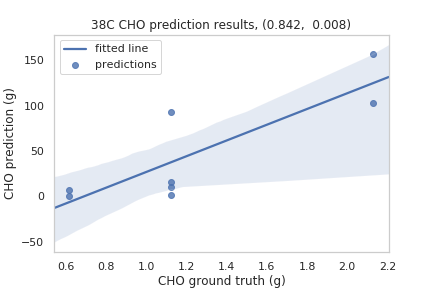 38C CHO prediction results, (0.842,  0.008)
fitted line
predictions
CHO prediction (g)
150
100
50
0
−50
0.6 0.8 1.0 1.2 1.4 1.6 1.8 2.0 2.2
CHO ground truth (g)